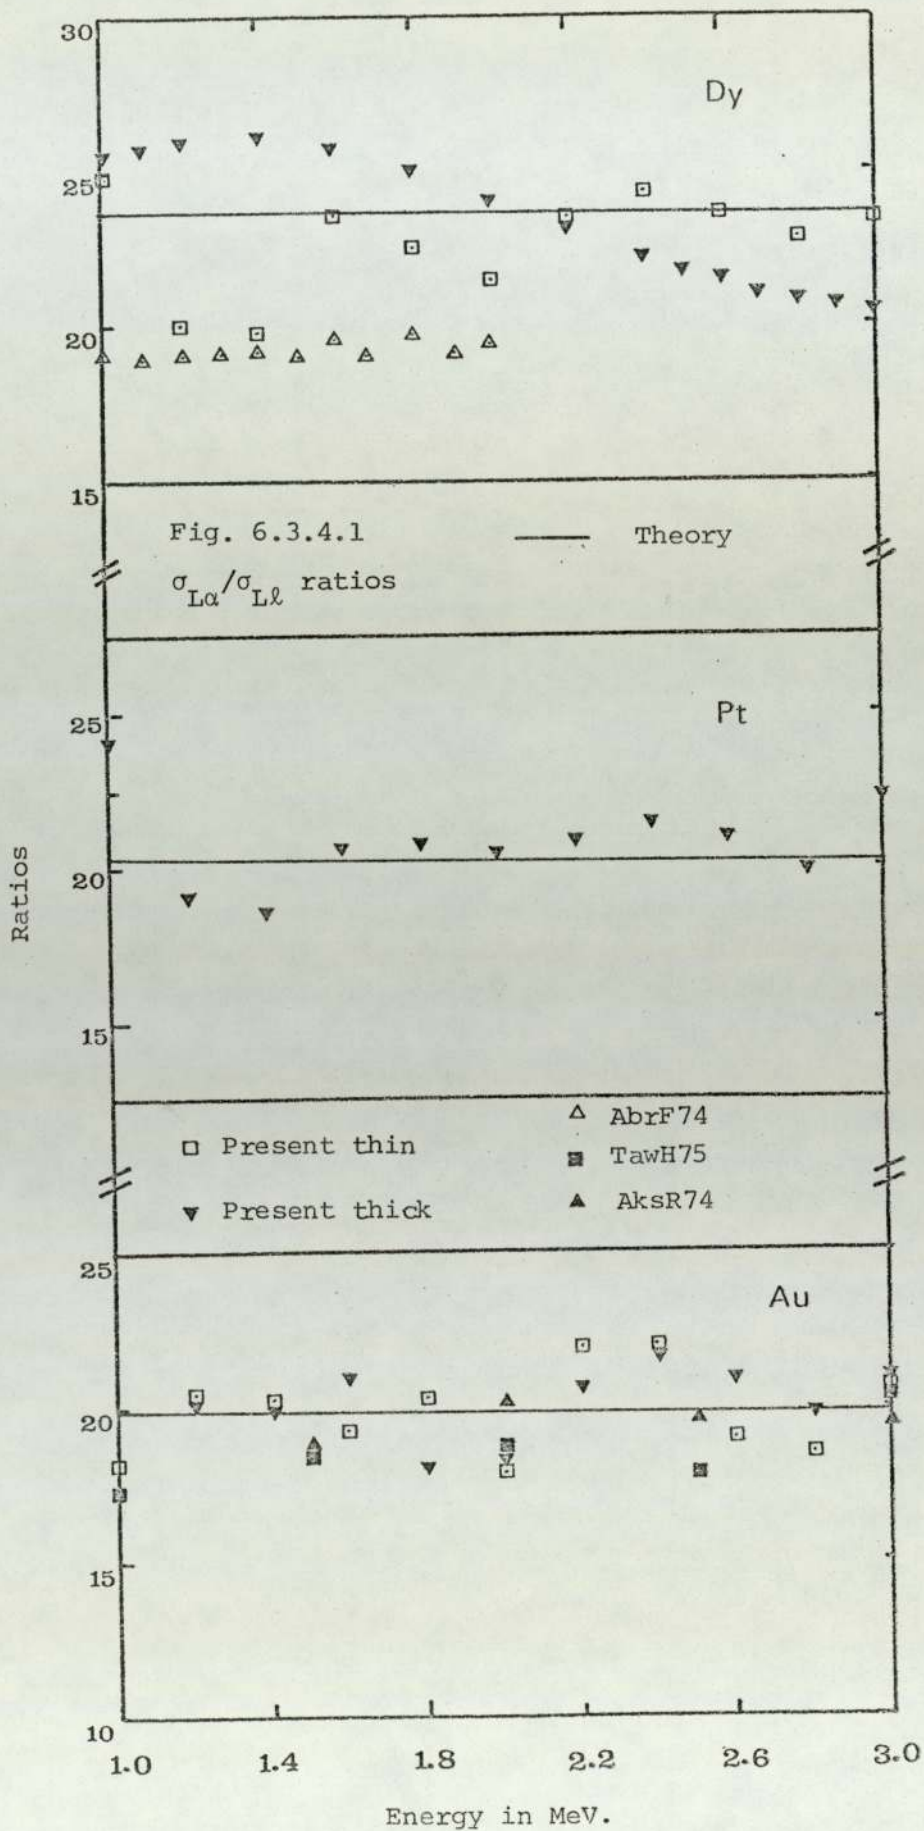 30
Dy
25
20
15
Fig. 6.3.4.1
Theory
σLα/σLℓ ratios
Pt
25
20
15
Ratios
AbrF74
Present thin
TawH75
Present thick
AksR74
25
Au
20
15
10
1.0 1.4 1.8 2.2 2.6 3.0
Energy in MeV.